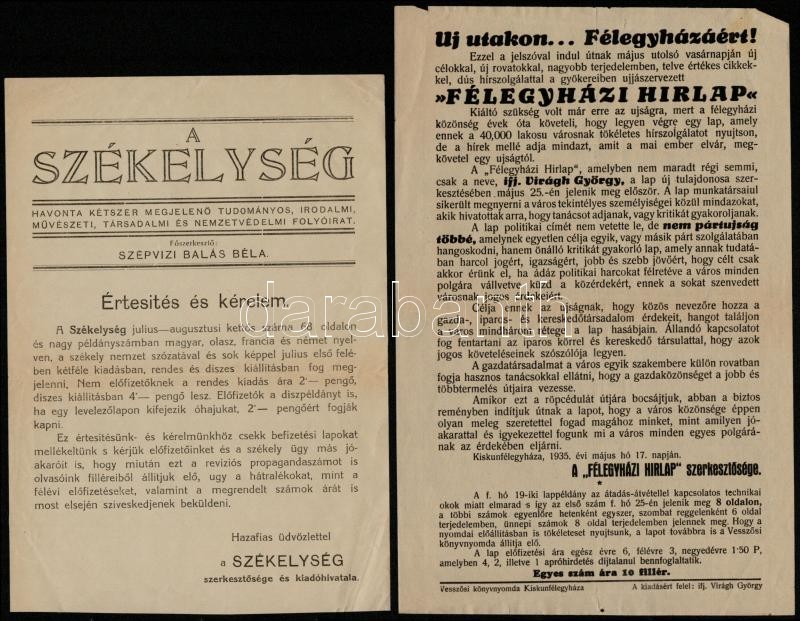 A
SZÉKELYSÉG
HAVONTA KÉTSZER MEGJELENŐ TUDOMÁNYOS, IRODALMI,
MŰVÉSZETI, TÁRSADALMI ÉS NEMZETVÉDELMI FOLYÓIRAT.
Főszerkesztő:
SZÉPVIZI BALÁS BÉLA.
Értesités és kérelem.
A Székelység julius—augusztusi kettős száma 68 oldalon
és nagy példányszámban magyar, olasz, francia és német nyel-
ven, a székely nemzet szózatával és sok képpel julius első felé-
ben kétféle kiadásban, rendes és diszes kiállitásban fog meg-
jelenni. Nem előfizetőknek a rendes kiadás ára 2'— pengő,
diszes kiállitásban 4'— pengő lesz. Előfizetők a diszpéldányt is,
ha egy levelezőlapon kifejezik óhajukat, 2'— pengőért fogják
kapni.
Ez értesitésünk- és kérelmünkhöz csekk befizetési lapokat
mellékeltünk s kérjük előfizetőinket és a székely ügy más jó-
akaróit is, hogy miután ezt a reviziós propagandaszámot is
olvasóink filléreiből állitjuk elő, ugy a hátralékokat, mint a
félévi előfizetéseket, valamint a megrendelt számok árát is
most elsején sziveskedjenek beküldeni.
Hazafias üdvözlettel
a SZÉKELYSÉG
szerkesztősége és kiadóhivatala.
Uj utakon... Félegyházáért!
Ezzel a jelszóval indul útnak május utolsó vasárnapján új
célokkal, új rovatokkal, nagyobb terjedelemben, telve értékes cikkek-
kel, dús hírszolgálattal a gyökereiben ujjászervezett
»FÉLEGYHÁZI HIRLAP«
Kiáltó szükség volt már erre az ujságra, mert a félegyházi
közönség évek óta követeli, hogy legyen végre egy lap, amely
ennek a 40,000 lakosu városnak tökéletes hírszolgálatot nyujtson,
de a hírek mellé adja mindazt, amit a mai ember elvár, meg-
követel egy ujságtól.
A „Félegyházi Hirlap“, amelyben nem maradt régi semmi,
csak a neve, ifj. Virágh György, a lap új tulajdonosa szer-
kesztésében május 25.-én jelenik meg először. A lap munkatársaiul
sikerült megnyerni a város tekintélyes személyiségei közül mindazokat,
akik hivatottak arra, hogy tanácsot adjanak, vagy kritikát gyakoroljanak.
A lap politikai címét nem vetette le, de nem pártujság
többé, amelynek egyetlen célja egyik, vagy másik párt szolgálatában
hangoskodni, hanem önálló kritikát gyakorló lap, amely annak tudatá-
ban harcol jogért, igazságért, jobb és szebb jövőért, hogy célt csak
akkor érünk el, ha ádáz politikai harcokat félretéve a város minden
polgára vállvetve küzd a közérdekért, ennek a sokat szenvedett
városnak jogos érdekeiért.
Célja ennek az ujságnak, hogy közös nevezőre hozza a
gazda-, iparos- és kereskedőtársadalom érdekeit, hangot találjon
a város mindhárom rétege a lap hasábjain. Állandó kapcsolatot
fog fentartani az iparos körrel és kereskedő társulattal, hogy azok
jogos követeléseinek szószólója legyen.
A gazdatársadalmat a város egyik szakembere külön rovatban
fogja hasznos tanácsokkal ellátni, hogy a gazdaközönséget a jobb és
többtermelés útjaira vezesse.
Amikor ezt a röpcédulát útjára bocsájtjuk, abban a biztos
reményben indítjuk útnak a lapot, hogy a város közönsége éppen
olyan meleg szeretettel fogad magához minket, mint amilyen jó-
akarattal és igyekezettel fogunk mi a város minden egyes polgárá-
nak az érdekében eljárni.
Kiskunfélegyháza, 1935. évi május hó 17. napján.
A „FÉLEGYHÁZI HIRLAP“ szerkesztősége.
*
A f. hó 19-iki lappéldány az átadás-átvétellel kapcsolatos technikai
okok miatt elmarad s így az első szám f. hó 25-én jelenik meg 8 oldalon,
a többi számok egyenlőre hetenként egyszer, szombat reggelenként 6 oldal
terjedelemben, ünnepi számok 8 oldal terjedelemben jelennek meg. Hogy a
nyomdai előállításban is tökéleteset nyujtsunk, a lapot továbbra is a Vesszősi
könyvnyomda állítja elő.
A lap előfizetési ára egész évre 6, félévre 3, negyedévre 1·50 P,
amelyben 4, 2, illetve 1 apróhirdetés díjtalanul bennfoglaltatik.
Egyes szám ára 10 fillér.
Vesszősi könyvnyomda Kiskunfélegyháza A kiadásért felel: ifj. Virágh György
darabanth.com